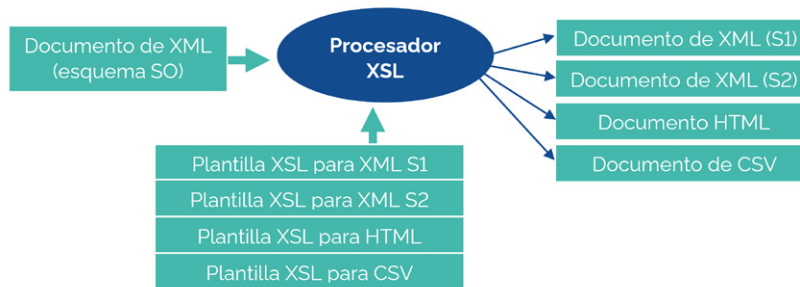 Documento de XML
(esquema SO)
Procesador
XSL
Documento de XML (S1)
Documento de XML (S2)
Documento HTML
Documento de CSV
Plantilla XSL para XML S1
Plantilla XSL para XML S2
Plantilla XSL para HTML
Plantilla XSL para CSV